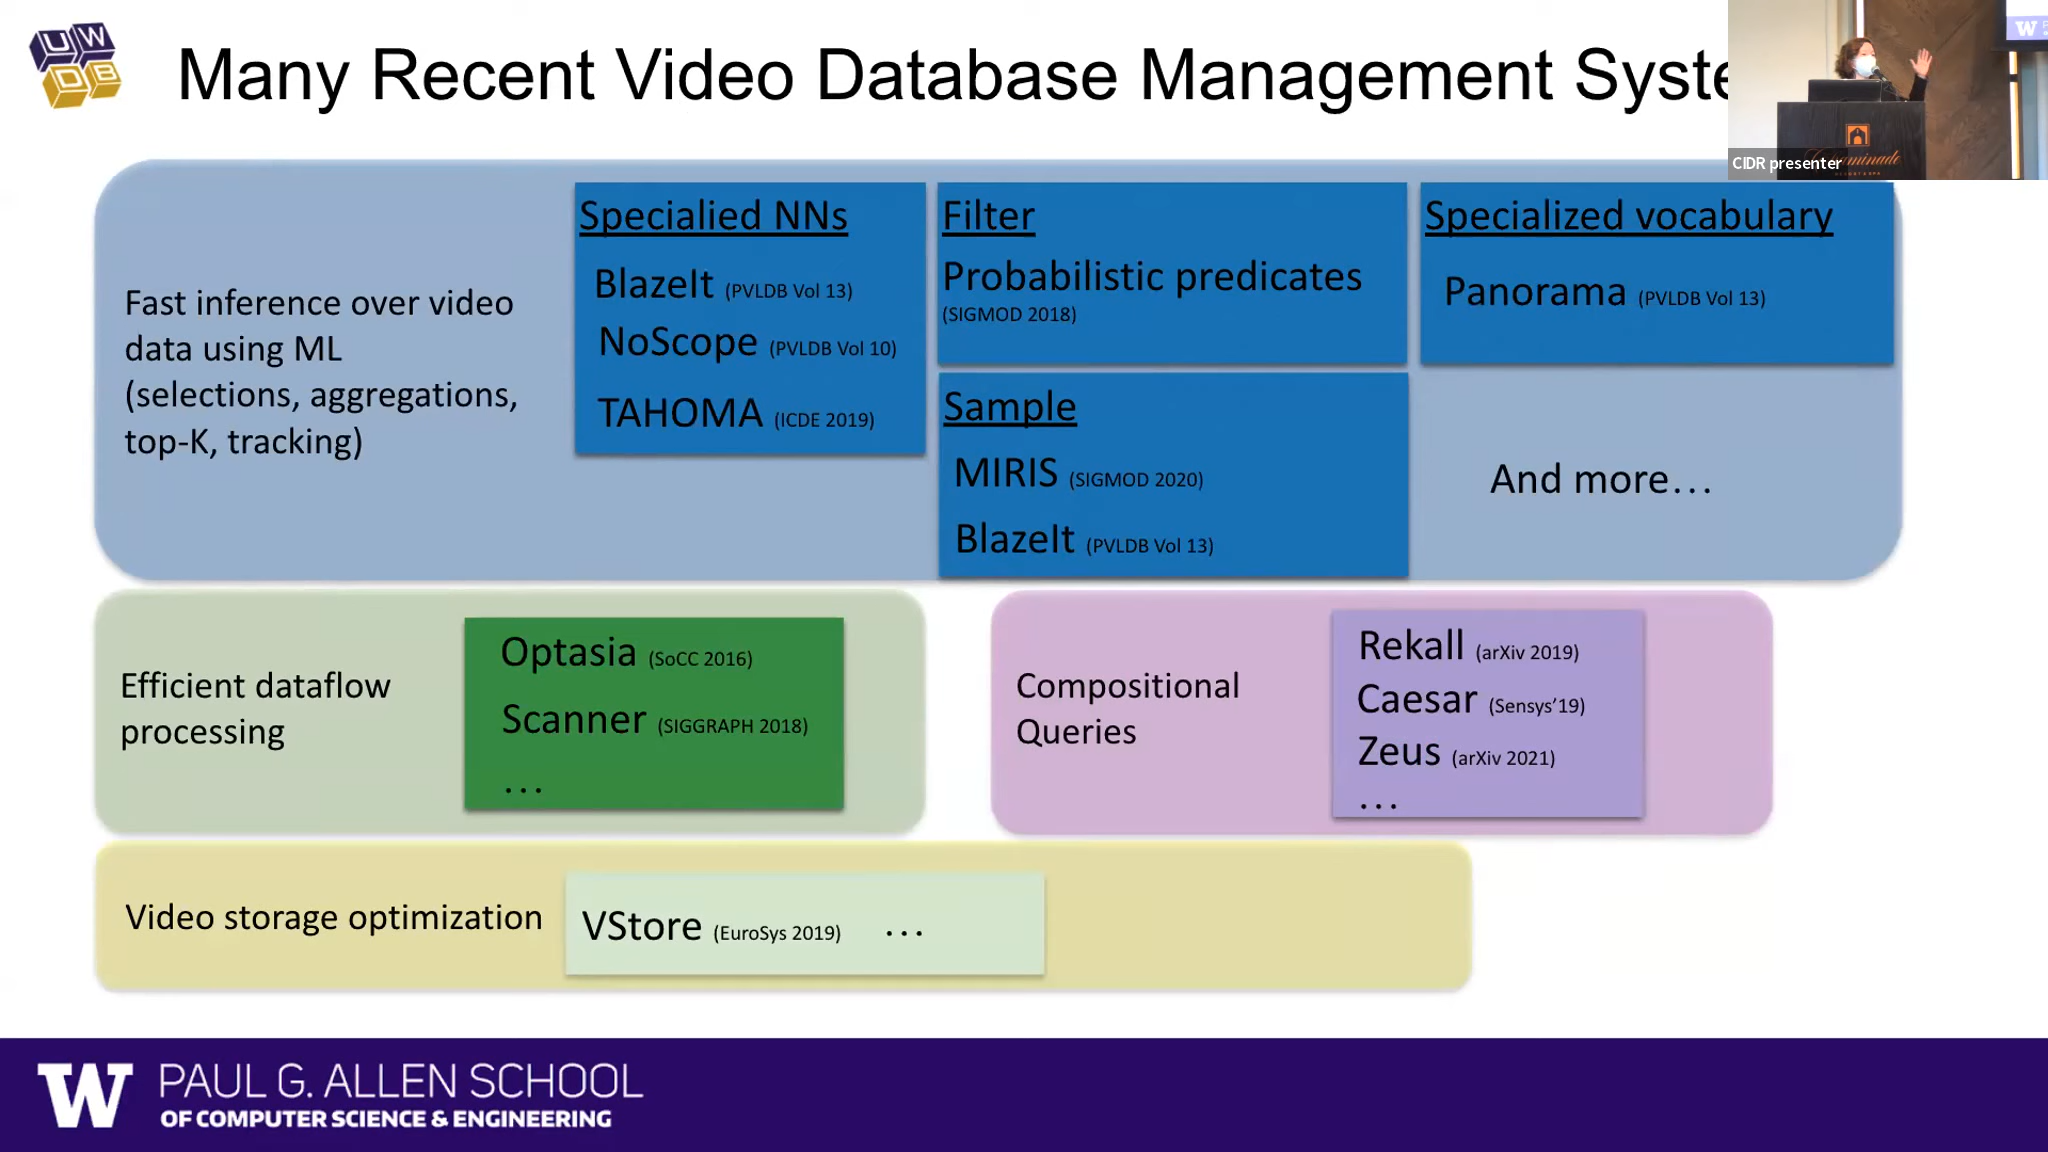 UW
DB
Many Recent Video Database Management Syste
W
CIDR presenter
Fast inference over video
data using ML
(selections, aggregations,
top-K, tracking)
Specialied NNs
BlazeIt (PVLDB Vol 13)
NoScope (PVLDB Vol 10)
TAHOMA (ICDE 2019)
Filter
Probabilistic predicates
(SIGMOD 2018)
Sample
MIRIS (SIGMOD 2020)
BlazeIt (PVLDB Vol 13)
Specialized vocabulary
Panorama (PVLDB Vol 13)
And more…
Efficient dataflow
processing
Optasia (SoCC 2016)
Scanner (SIGGRAPH 2018)
…
Compositional
Queries
Rekall (arXiv 2019)
Caesar (Sensys’19)
Zeus (arXiv 2021)
…
Video storage optimization
VStore (EuroSys 2019) …
W PAUL G. ALLEN SCHOOL
OF COMPUTER SCIENCE & ENGINEERING